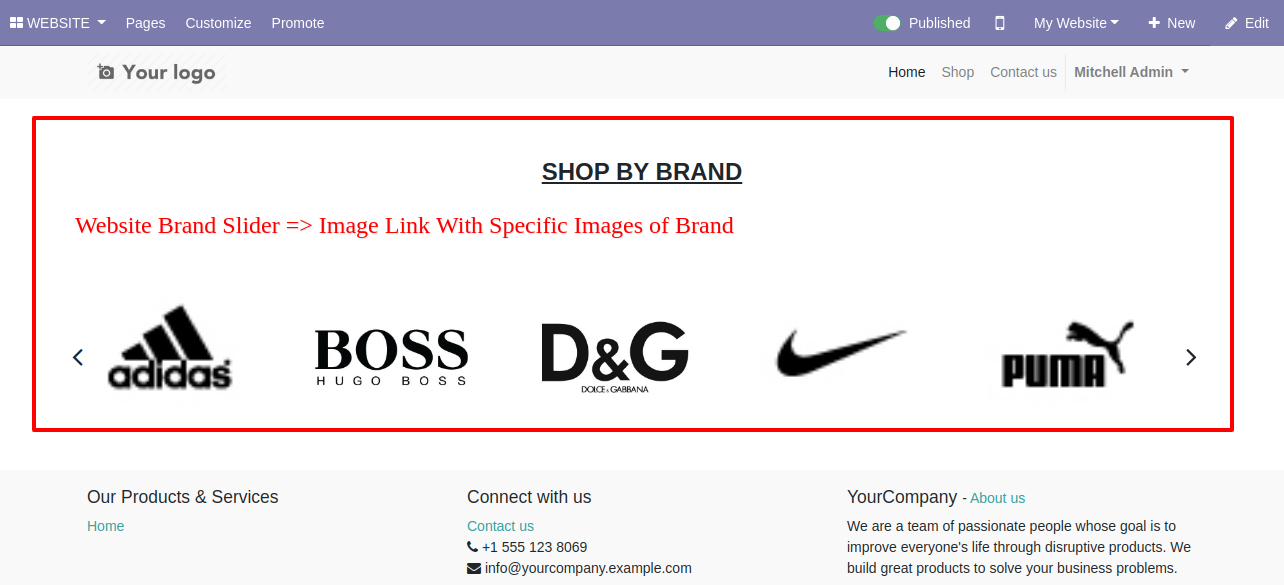 WEBSITE Pages Customize Promote Published My Website New Edit
Your logo Home Shop Contact us Mitchell Admin
SHOP BY BRAND
Website Brand Slider => Image Link With Specific Images of Brand
adidas
BOSS
HUGO BOSS
D&G
DOLCE & GABBANA
PUMA
Our Products & Services
Home
Connect with us
Contact us
+1 555 123 8069
info@yourcompany.example.com
YourCompany - About us
We are a team of passionate people whose goal is to
improve everyone's life through disruptive products. We
build great products to solve your business problems.